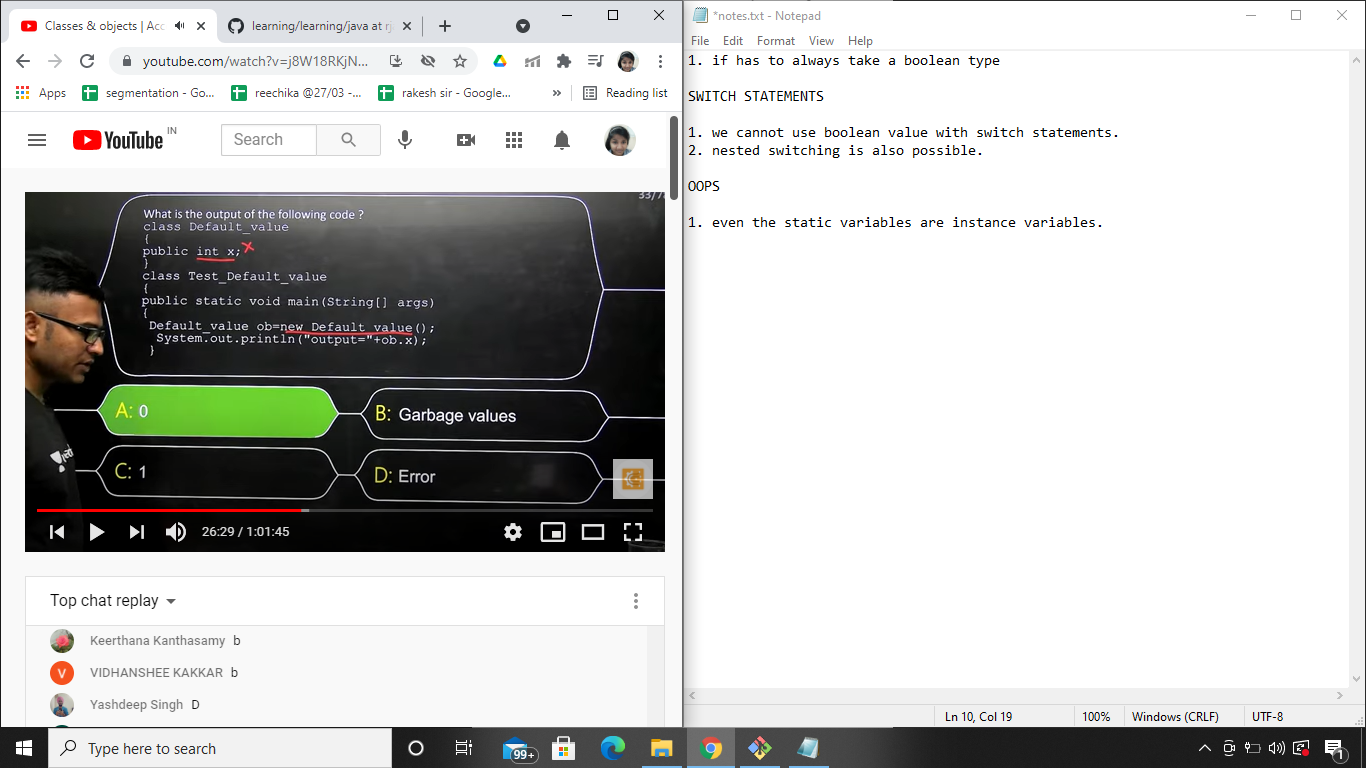 Classes & objects | Acc
learning/learning/java at rj
youtube.com/watch?v=j8W18RKjN...
Apps
segmentation - Go...
reechika @27/03 -...
rakesh sir - Google...
»
Reading list
YouTube IN
Search
33/7
What is the output of the following code ?
class Default_value
{
public int x;
}
class Test_Default_value
{
public static void main(String[] args)
{
Default_value ob=new Default_value();
System.out.println("output="+ob.x);
}
A: 0
B: Garbage values
C: 1
D: Error
26:29 / 1:01:45
Top chat replay
Keerthana Kanthasamy b
V VIDHANSHEE KAKKAR b
Yashdeep Singh D
*notes.txt - Notepad
File Edit Format View Help
1. if has to always take a boolean type
SWITCH STATEMENTS
1. we cannot use boolean value with switch statements.
2. nested switching is also possible.
OOPS
1. even the static variables are instance variables.
Ln 10, Col 19
100%
Windows (CRLF)
UTF-8
Type here to search
99+
1